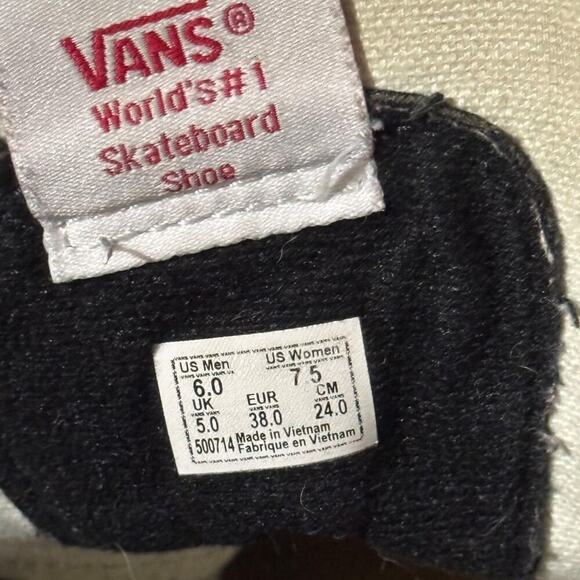 VANS®
World's#1
Skateboard
Shoe
US Men US Women
6.0 7.5
UK EUR CM
5.0 38.0 24.0
500714 Made in Vietnam
Fabrique en Vietnam